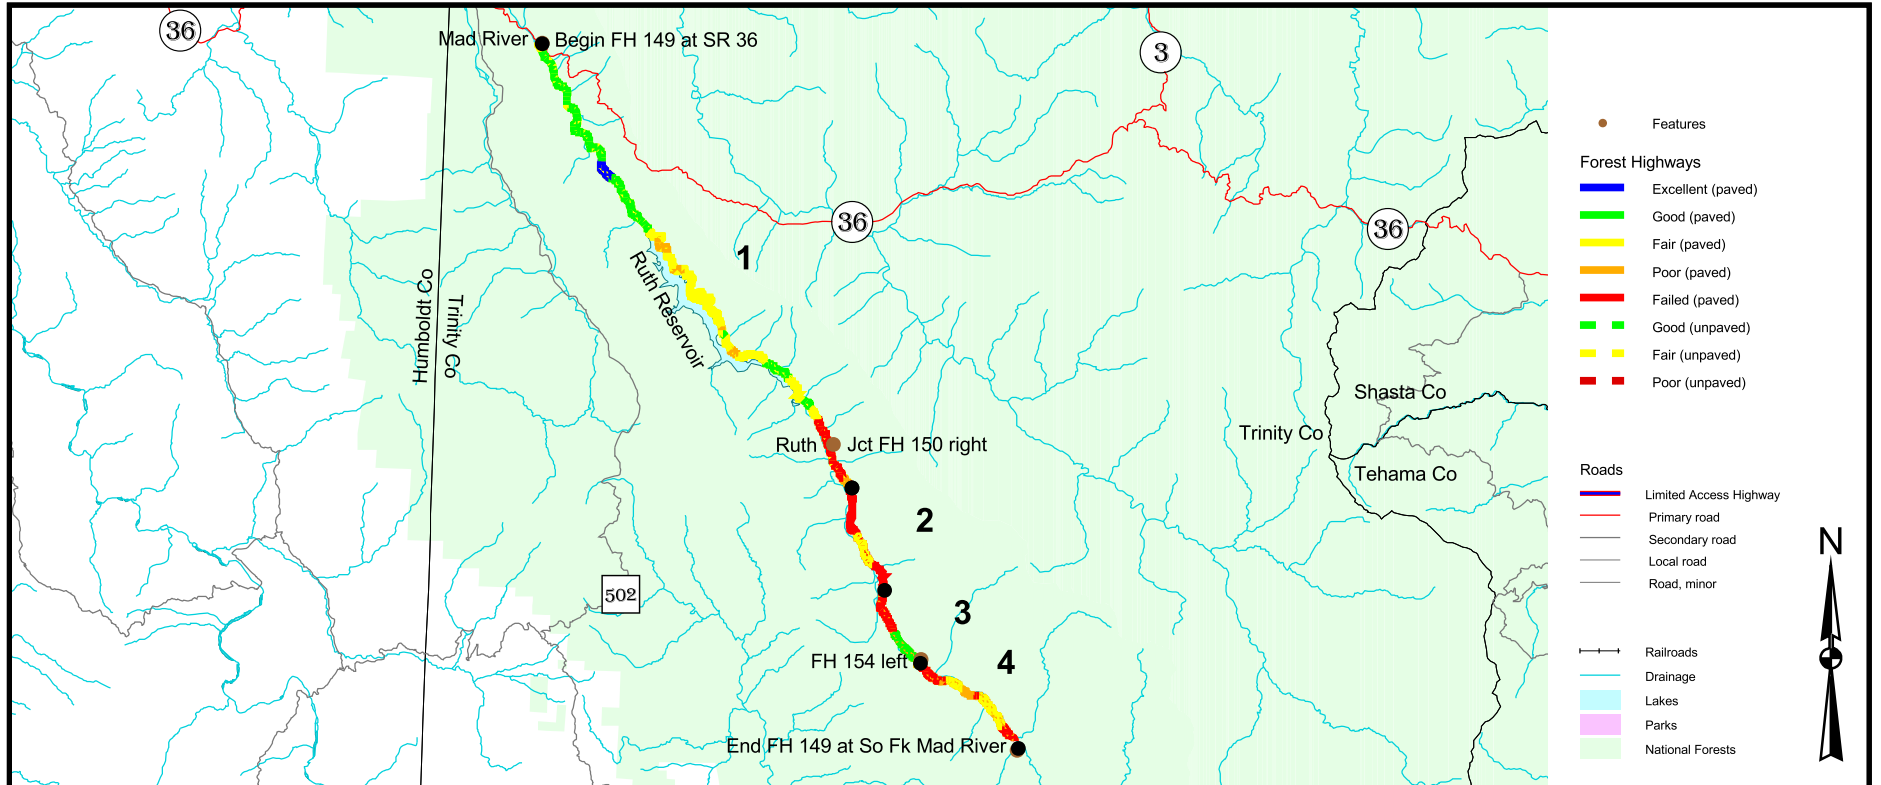 36
Mad River
Begin FH 149 at SR 36
3
36
36
1
Ruth Reservoir
Humboldt Co
Trinity Co
Shasta Co
Trinity Co
Tehama Co
Ruth
Jct FH 150 right
2
502
3
FH 154 left
4
End FH 149 at So Fk Mad River
Features
Forest Highways
Excellent (paved)
Good (paved)
Fair (paved)
Poor (paved)
Failed (paved)
Good (unpaved)
Fair (unpaved)
Poor (unpaved)
Roads
Limited Access Highway
Primary road
Secondary road
Local road
Road, minor
N
Railroads
Drainage
Lakes
Parks
National Forests